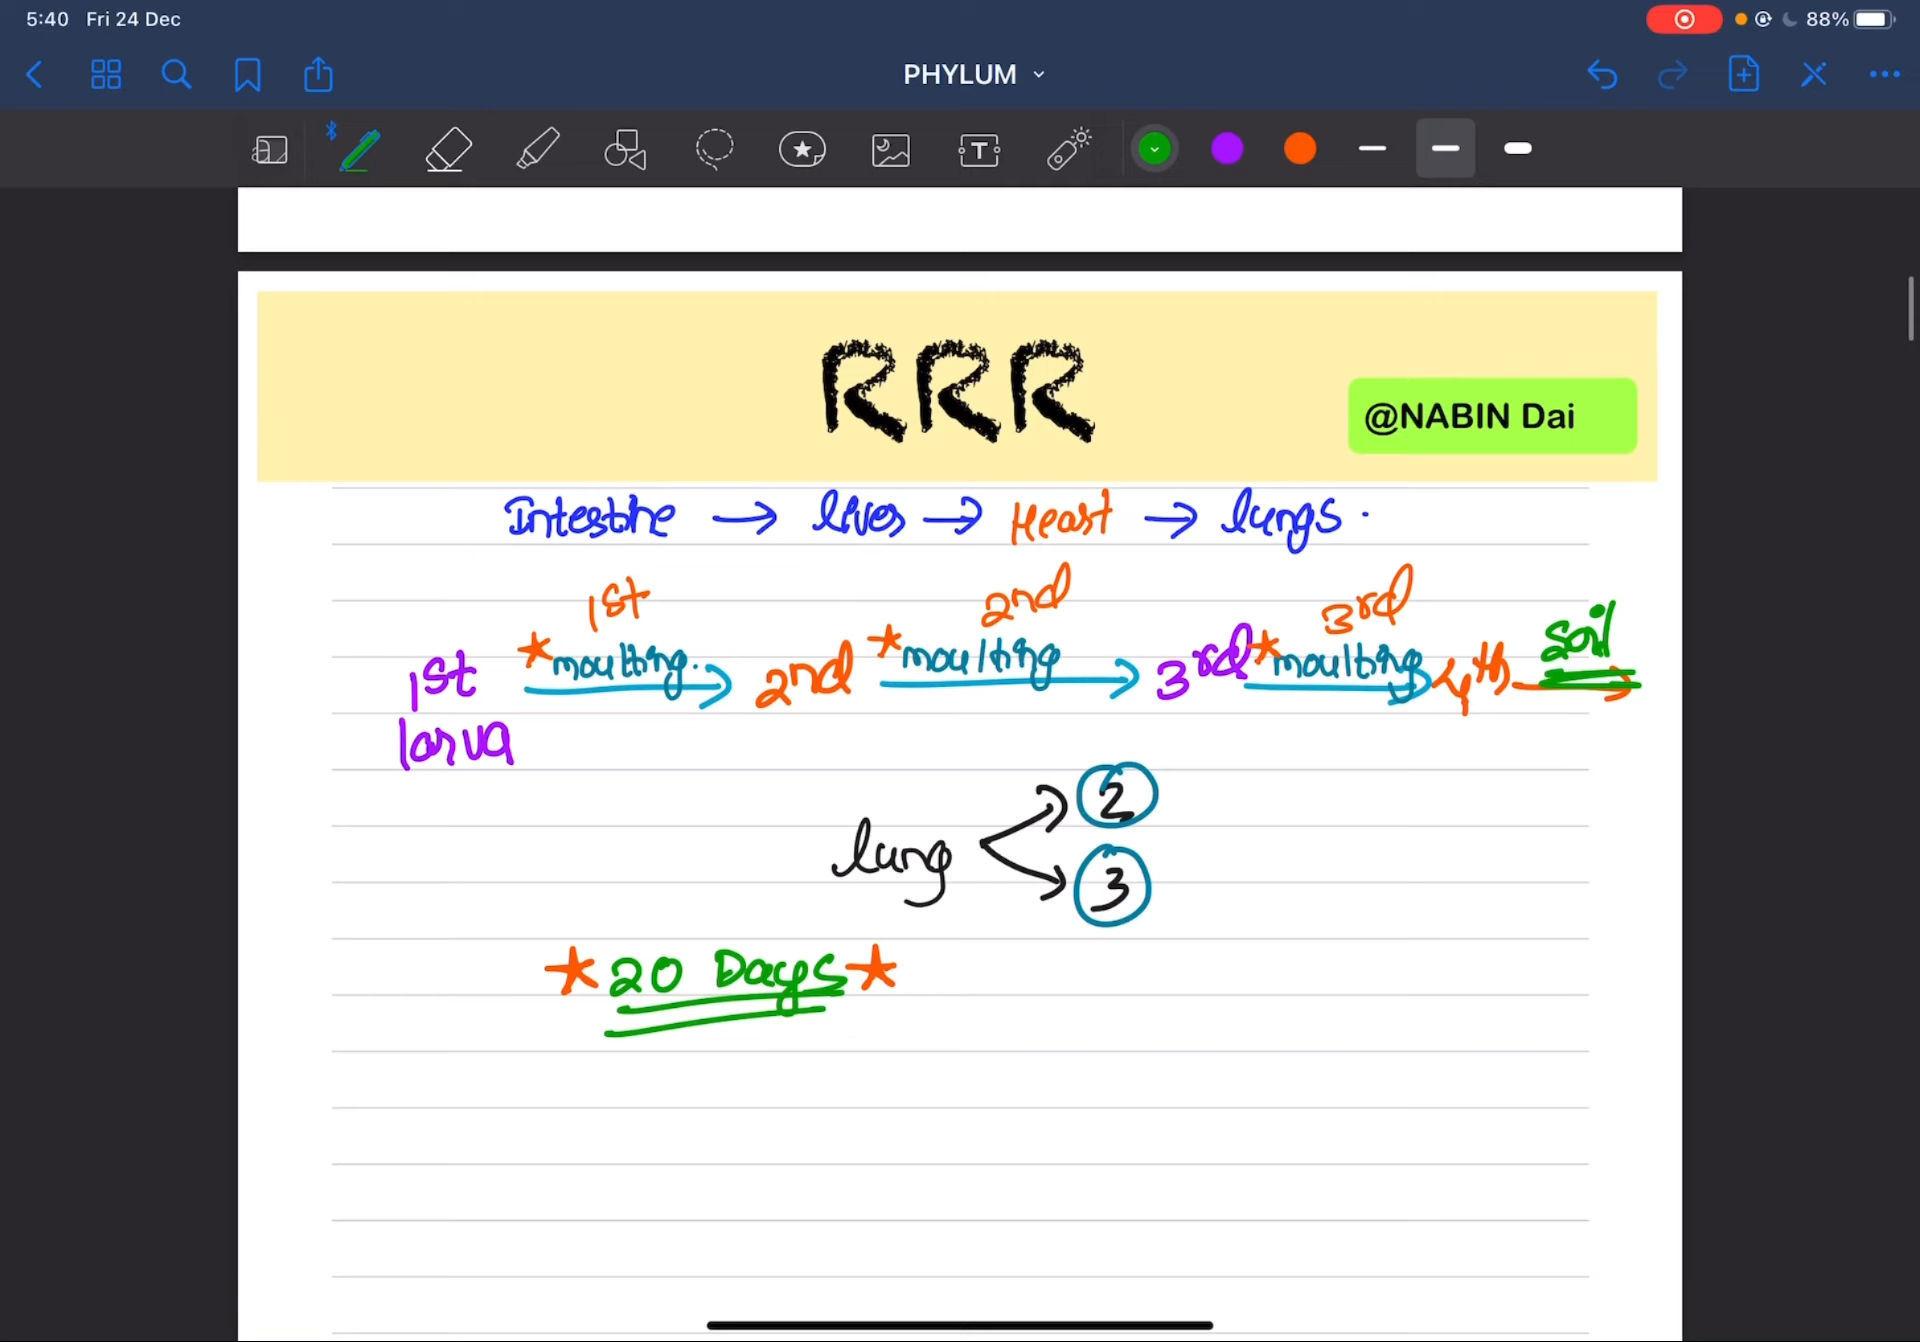 5:40 Fri 24 Dec 88%
PHYLUM
T
RRR
@NABIN Dai
Intestine → liver → Heart → lungs.
1st 2nd 3rd
1st larva *moulting. → 2nd *moulting → 3rd *moulting → 4th soil →
lung 2
3
*20 Days*